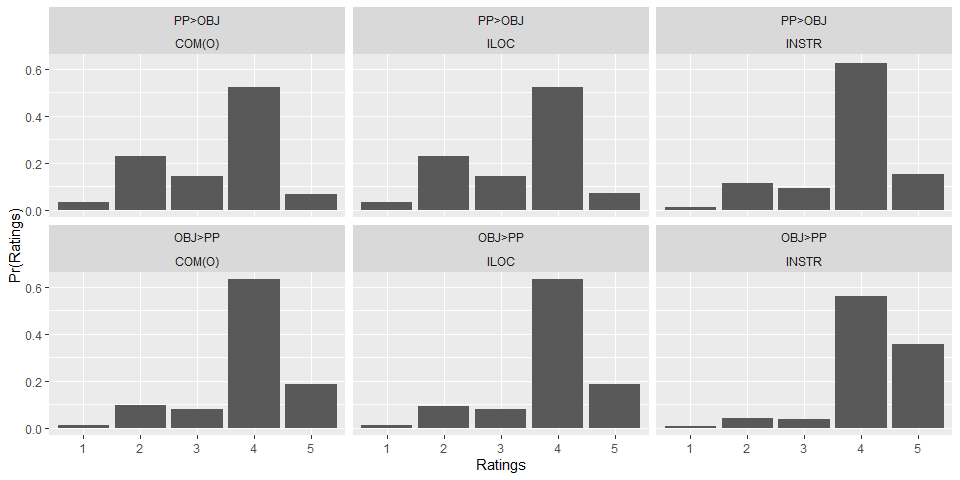 PP>OBJ PP>OBJ PP>OBJ
COM(O) ILOC INSTR
0.6
0.4
0.2
0.0
Pr(Ratings)
OBJ>PP OBJ>PP OBJ>PP
COM(O) ILOC INSTR
0.6
0.4
0.2
0.0
1 2 3 4 5 1 2 3 4 5 1 2 3 4 5
Ratings